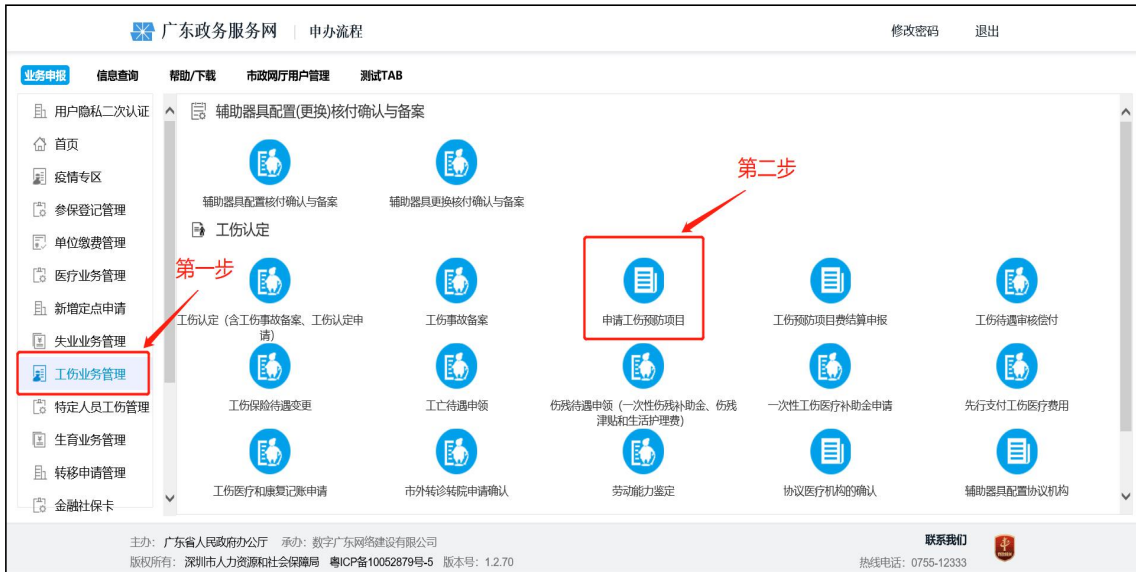 广东政务服务网 | 申办流程 修改密码 退出
业务申报 信息查询 帮助/下载 市政网厅用户管理 测试TAB
用户隐私二次认证
首页
疫情专区
参保登记管理
单位缴费管理
医疗业务管理
新增定点申请
失业业务管理
工伤业务管理
特定人员工伤管理
生育业务管理
转移申请管理
金融社保卡
第一步
第二步
辅助器具配置(更换)核付确认与备案
辅助器具配置核付确认与备案 辅助器具更换核付确认与备案
工伤认定
工伤认定（含工伤事故备案、工伤认定申
请）
工伤事故备案
申请工伤预防项目
工伤预防项目费结算申报
工伤待遇审核偿付
工伤保险待遇变更
工亡待遇申领
伤残待遇申领（一次性伤残补助金、伤残
津贴和生活护理费）
一次性工伤医疗补助金申请
先行支付工伤医疗费用
工伤医疗和康复记账申请
市外转诊转院申请确认
劳动能力鉴定
协议医疗机构的确认
辅助器具配置协议机构
主办：广东省人民政府办公厅 承办：数字广东网络建设有限公司
版权所有：深圳市人力资源和社会保障局 粤ICP备10052879号-5 版本号：1.2.70
联系我们
热线电话：0755-12333